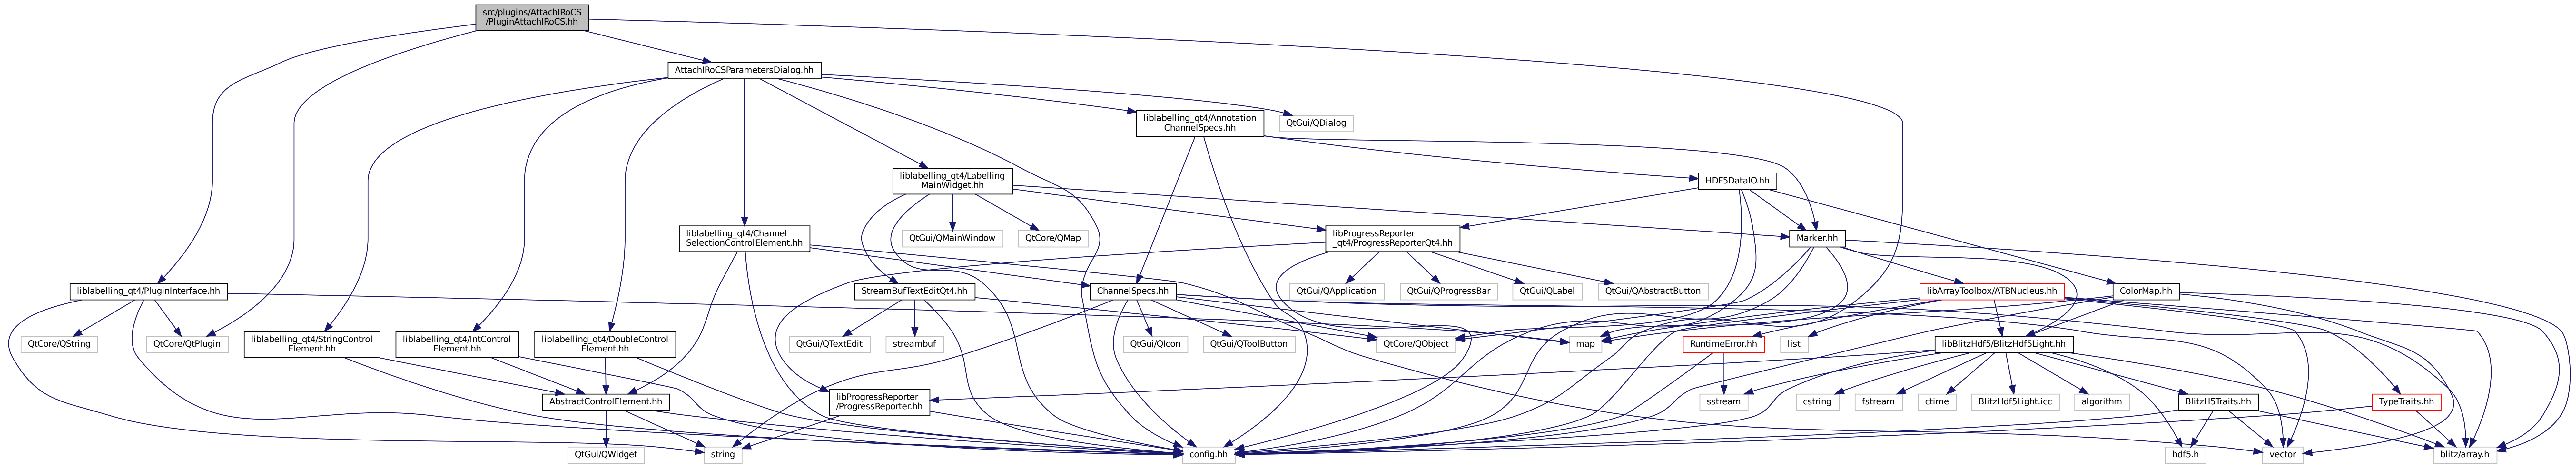 src/plugins/AttachIRoCS
/PluginAttachIRoCS.hh
AttachIRoCSParametersDialog.hh
liblabelling_qt4/Annotation
ChannelSpecs.hh
QtGui/QDialog
liblabelling_qt4/Labelling
MainWidget.hh
HDF5DataIO.hh
liblabelling_qt4/Channel
SelectionControlElement.hh
QtGui/QMainWindow
QtCore/QMap
libProgressReporter
_qt4/ProgressReporterQt4.hh
Marker.hh
liblabelling_qt4/PluginInterface.hh
StreamBufTextEditQt4.hh
ChannelSpecs.hh
QtGui/QApplication
QtGui/QProgressBar
QtGui/QLabel
QtGui/QAbstractButton
libArrayToolbox/ATBNucleus.hh
ColorMap.hh
QtCore/QString
QtCore/QtPlugin
liblabelling_qt4/StringControl
Element.hh
liblabelling_qt4/IntControl
Element.hh
liblabelling_qt4/DoubleControl
Element.hh
QtGui/QTextEdit
streambuf
QtGui/QIcon
QtGui/QToolButton
QtCore/QObject
map
RuntimeError.hh
list
libBlitzHdf5/BlitzHdf5Light.hh
AbstractControlElement.hh
libProgressReporter
/ProgressReporter.hh
sstream
cstring
fstream
ctime
BlitzHdf5Light.icc
algorithm
BlitzH5Traits.hh
TypeTraits.hh
QtGui/QWidget
string
config.hh
hdf5.h
vector
blitz/array.h